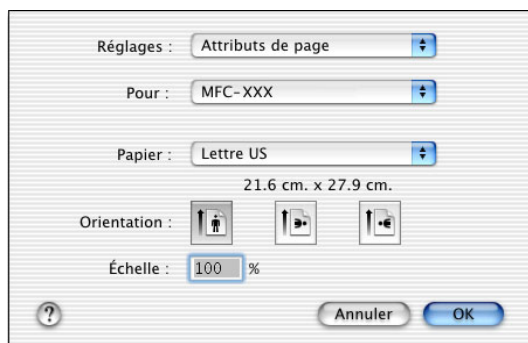 Réglages : Attributs de page
Pour : MFC-XXX
Papier : Lettre US
21.6 cm. x 27.9 cm.
Orientation :
Échelle : 100 %
? Annuler OK